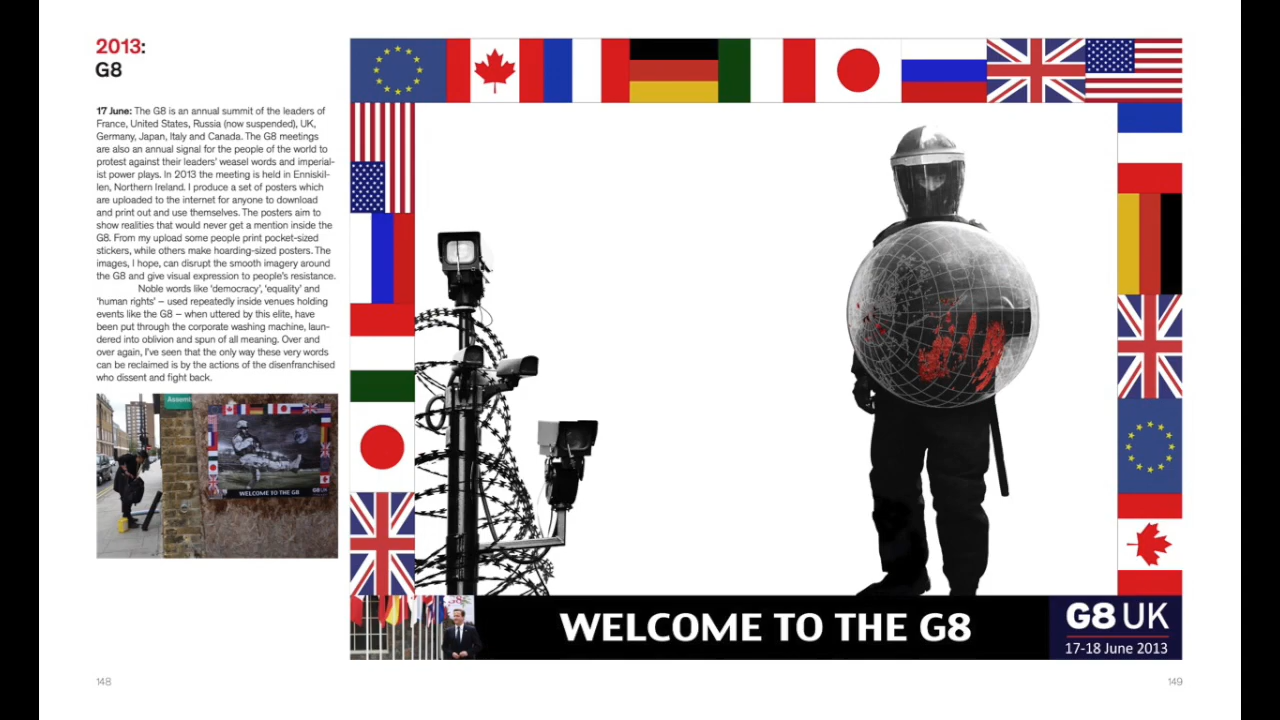 2013:
G8
17 June: The G8 is an annual summit of the leaders of
France, United States, Russia (now suspended), UK,
Germany, Japan, Italy and Canada. The G8 meetings
are also an annual signal for the people of the world to
protest against their leaders' weasel words and imperial-
ist power plays. In 2013 the meeting is held in Enniskil-
len, Northern Ireland. I produce a set of posters which
are uploaded to the internet for anyone to download
and print out and use themselves. The posters aim to
show realities that would never get a mention inside the
G8. From my upload some people print pocket-sized
stickers, while others make hoarding-sized posters. The
images, I hope, can disrupt the smooth imagery around
the G8 and give visual expression to people's resistance.
Noble words like 'democracy', 'equality' and
'human rights' – used repeatedly inside venues holding
events like the G8 – when uttered by this elite, have
been put through the corporate washing machine, laun-
dered into oblivion and spun of all meaning. Over and
over again, I've seen that the only way these very words
can be reclaimed is by the actions of the disenfranchised
who dissent and fight back.
Assemb
WELCOME TO THE G8
G8 UK
WELCOME TO THE G8
G8 UK
17-18 June 2013
148
149